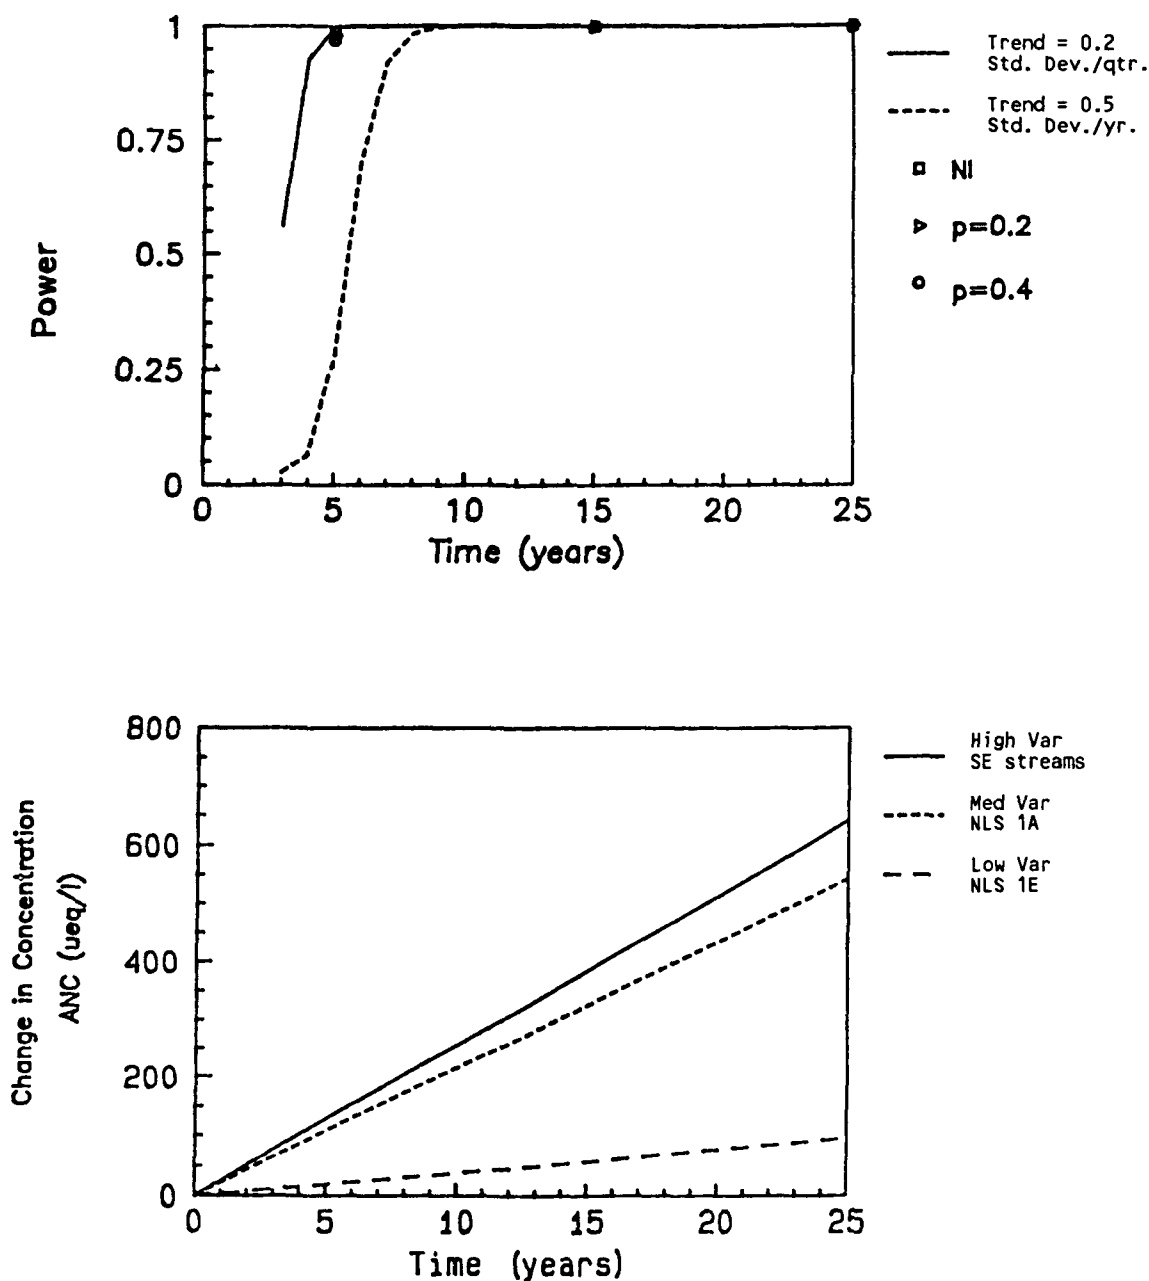 1
0.75
0.5
0.25
0
Power
0
5
10
15
20
25
Time (years)
Trend = 0.2
Std. Dev./qtr.
Trend = 0.5
Std. Dev./yr.
NI
p=0.2
p=0.4
800
600
400
200
0
Change in Concentration
ANC (ueq/l)
0
5
10
15
20
25
Time (years)
High Var
SE streams
Med Var
NLS 1A
Low Var
NLS 1E